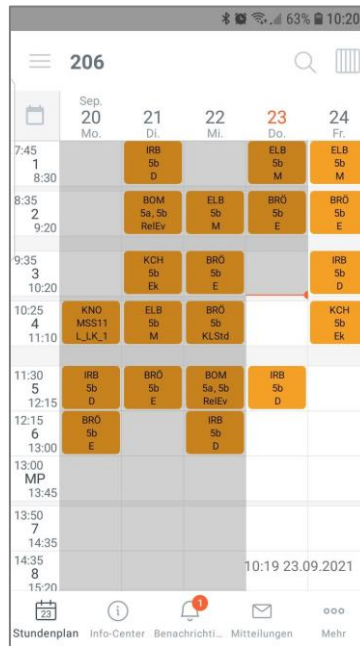 63% 10:20
206
Sep.
20 21 22 23 24
Mo. Di. Mi. Do. Fr.
7:45
1
8:30
IRB
5b
D
ELB
5b
M
ELB
5b
M
8:35
2
9:20
BOM
5a, 5b
RelEv
ELB
5b
M
BRÖ
5b
E
BRÖ
5b
E
9:35
3
10:20
KCH
5b
Ek
BRÖ
5b
E
IRB
5b
D
10:25
4
11:10
KNO
MSS11
L_LK_1
ELB
5b
M
BRÖ
5b
KLStd
KCH
5b
Ek
11:30
5
12:15
IRB
5b
D
BRÖ
5b
E
BOM
5a, 5b
RelEv
IRB
5b
D
12:15
6
13:00
BRÖ
5b
E
IRB
5b
D
13:00
MP
13:45
13:50
7
14:35
14:35
8
15:20
10:19 23.09.2021
23
1
Stundenplan Info-Center Benachrichti... Mitteilungen Mehr